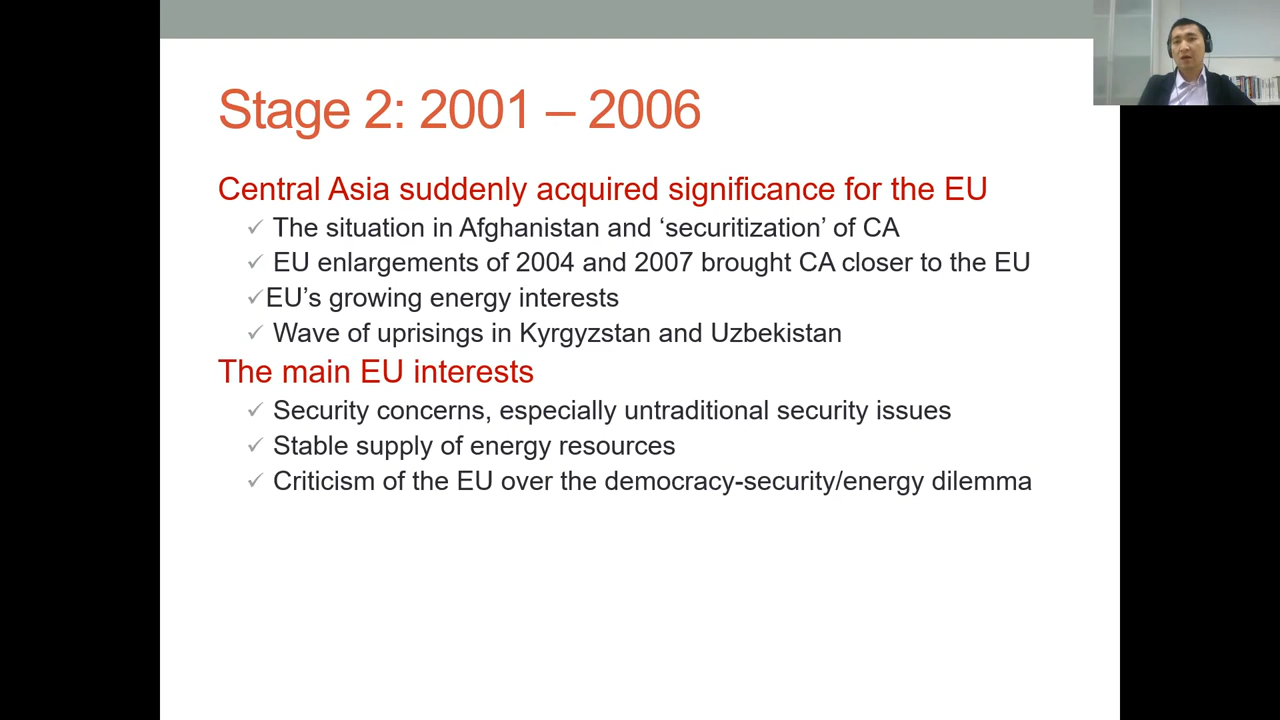 Stage 2: 2001 – 2006
Central Asia suddenly acquired significance for the EU
✓ The situation in Afghanistan and ‘securitization’ of CA
✓ EU enlargements of 2004 and 2007 brought CA closer to the EU
✓EU’s growing energy interests
✓ Wave of uprisings in Kyrgyzstan and Uzbekistan
The main EU interests
✓ Security concerns, especially untraditional security issues
✓ Stable supply of energy resources
✓ Criticism of the EU over the democracy-security/energy dilemma